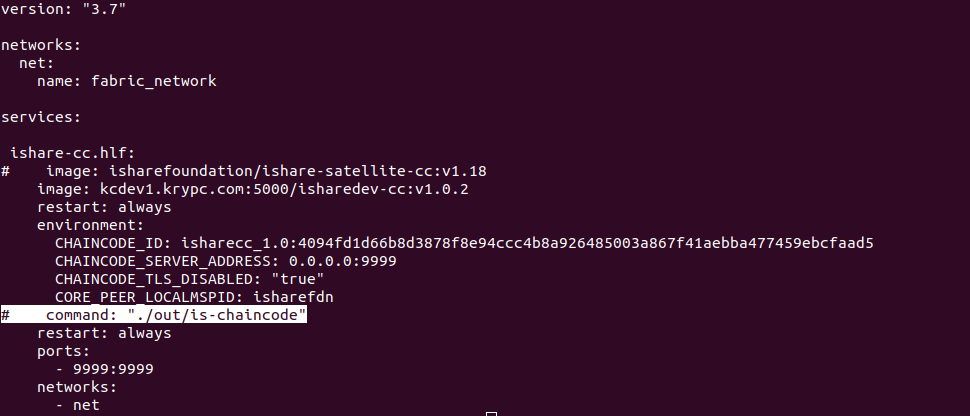 version: "3.7"
networks:
net:
name: fabric_network
services:
ishare-cc.hlf:
#    image: isharefoundation/ishare-satellite-cc:v1.18
image: kcdev1.krypc.com:5000/isharedev-cc:v1.0.2
restart: always
environment:
CHAINCODE_ID: isharecc_1.0:4094fd1d66b8d3878f8e94ccc4b8a926485003a867f41aebba477459ebcfaad5
CHAINCODE_SERVER_ADDRESS: 0.0.0.0:9999
CHAINCODE_TLS_DISABLED: "true"
CORE_PEER_LOCALMSPID: isharefdn
#    command: "./out/is-chaincode"
restart: always
ports:
- 9999:9999
networks:
- net